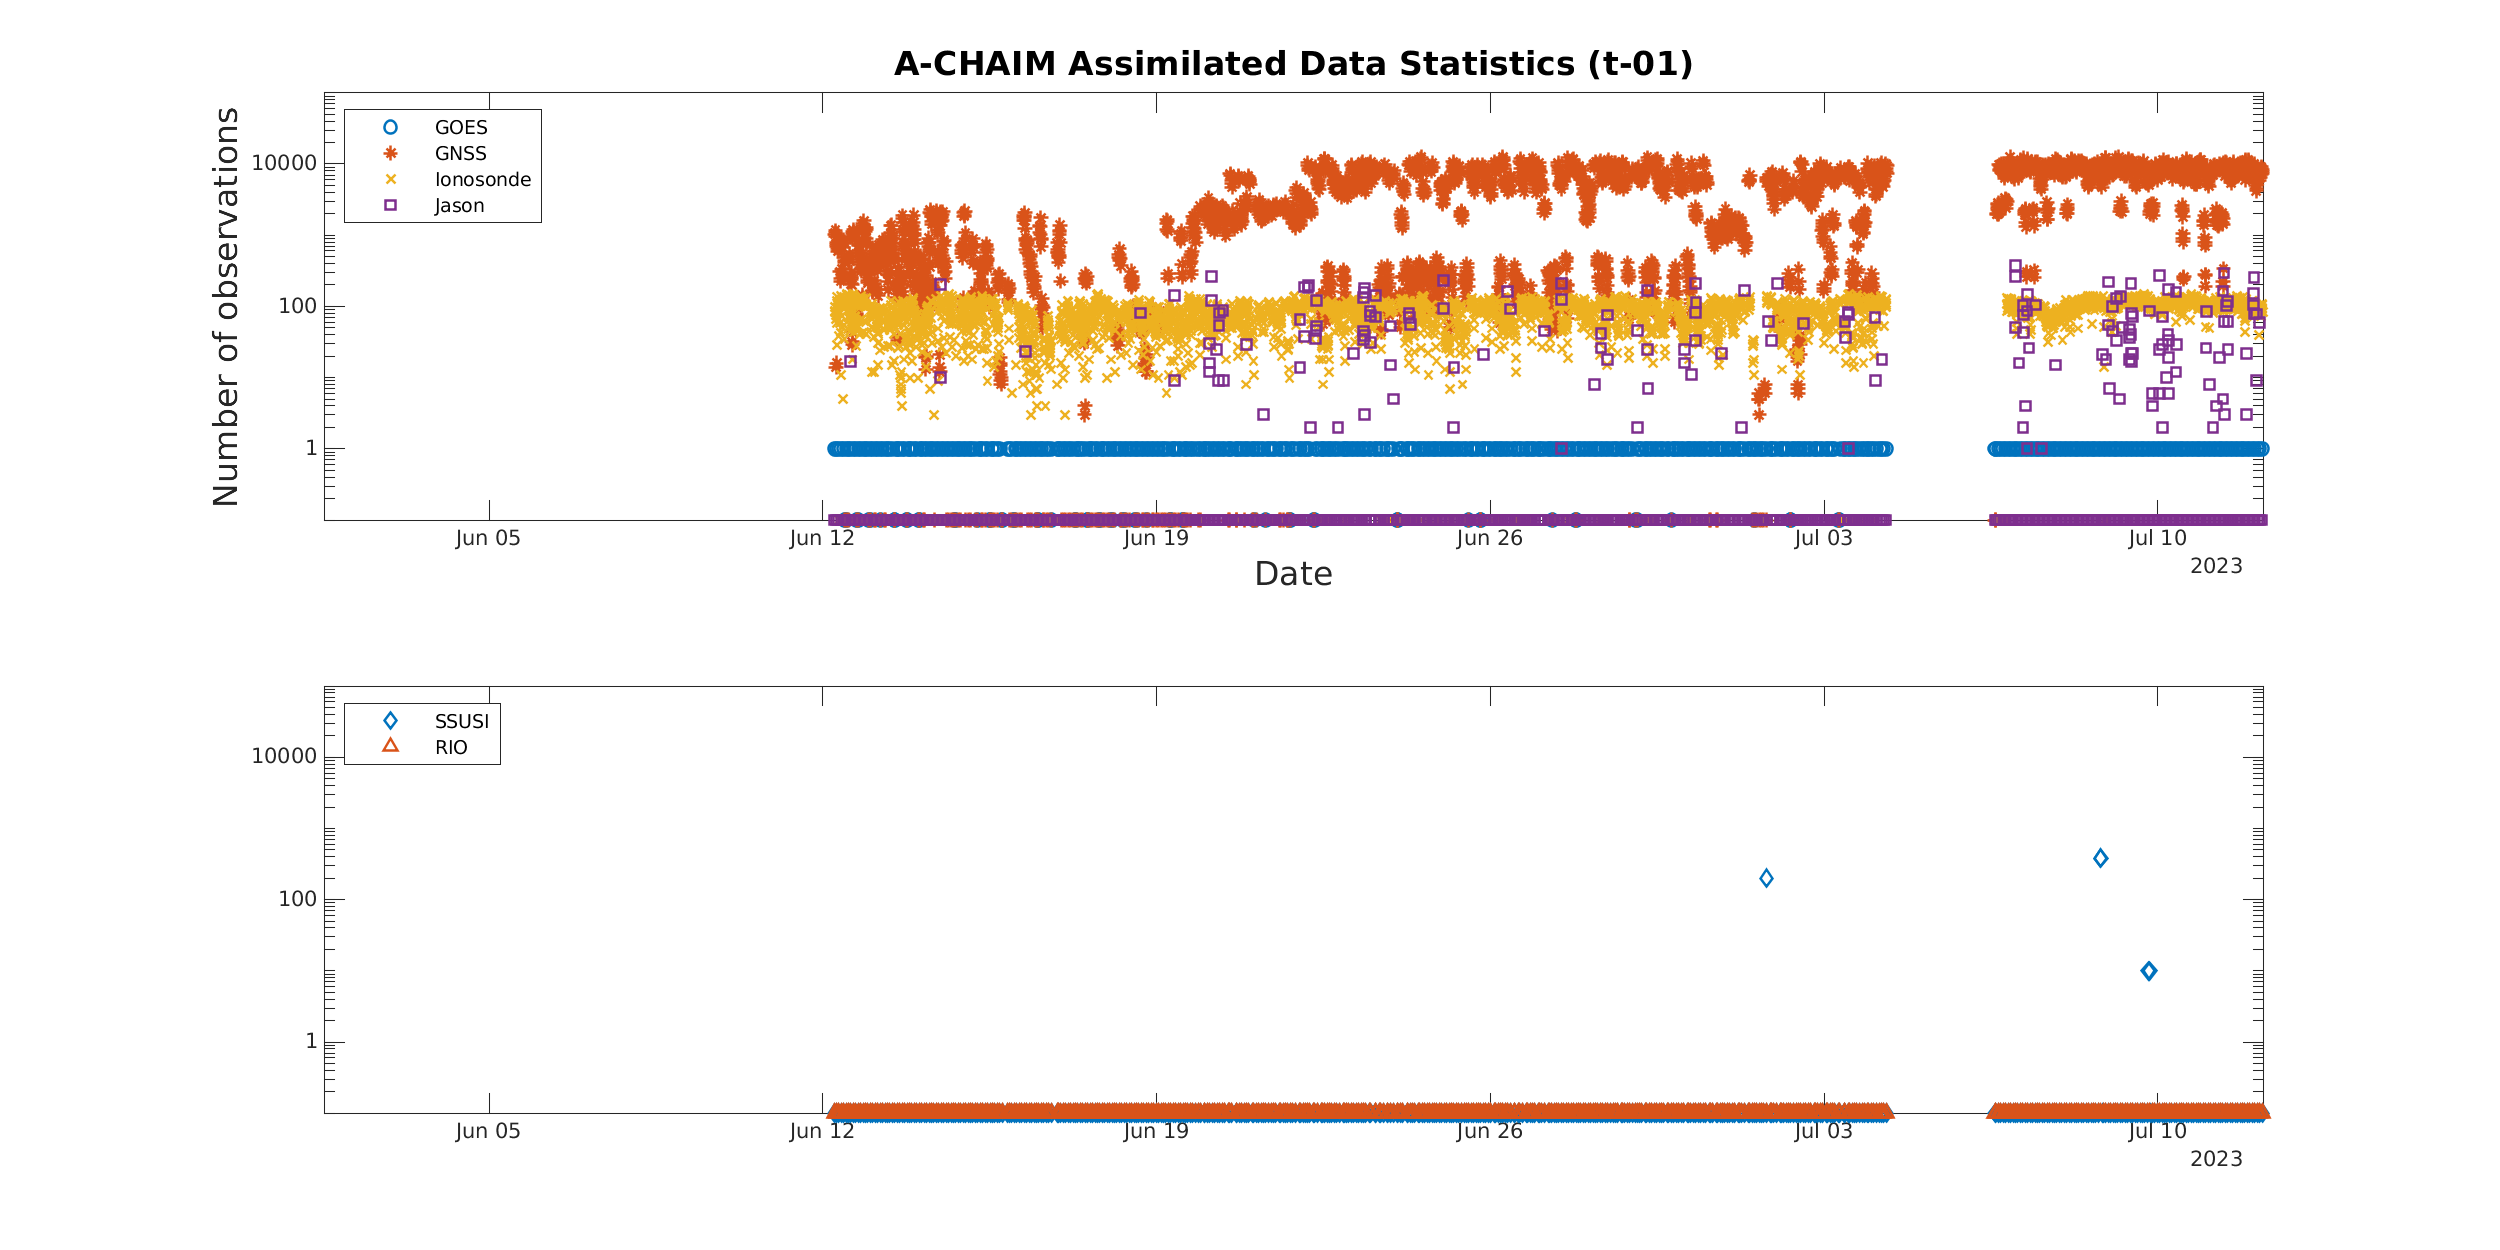 A-CHAIM Assimilated Data Statistics (t-01)
Number of observations
10000
100
1
GOES
GNSS
Ionosonde
Jason
Jun 05
Jun 12
Jun 19
Jun 26
Jul 03
Jul 10
2023
Date
10000
100
1
SSUSI
RIO
Jun 05
Jun 12
Jun 19
Jun 26
Jul 03
Jul 10
2023